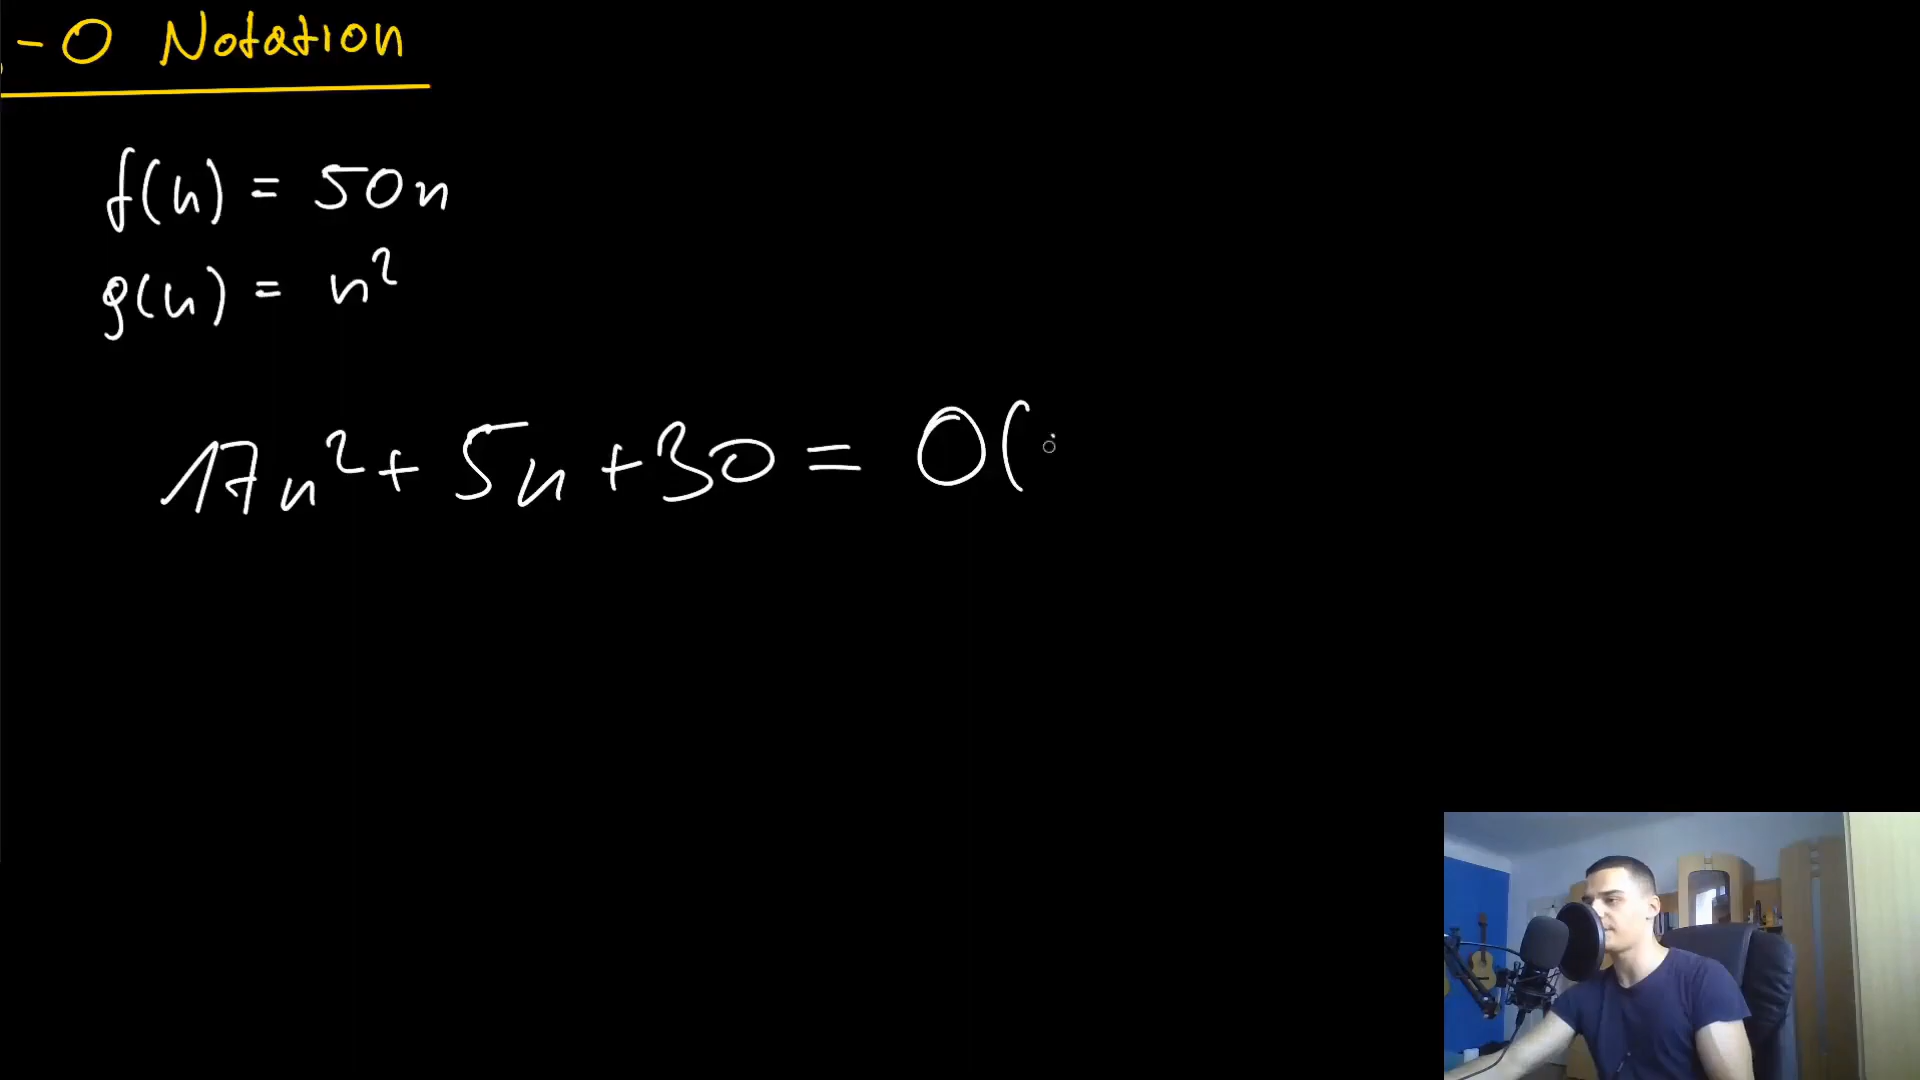 -O Notation
f(n) = 50n
g(n) = n²
17n² + 5n + 30 = O(